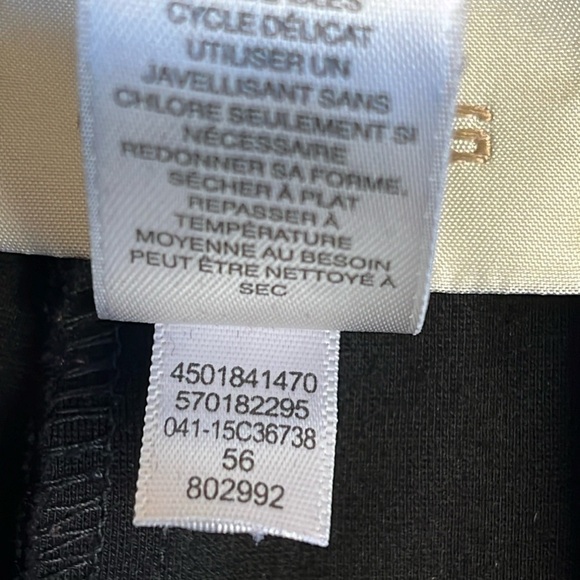 CYCLE DÉLICAT
UTILISER UN
JAVELLISANT SANS
CHLORE SEULEMENT SI
NÉCESSAIRE
REDONNER SA FORME.
SÉCHER À PLAT
REPASSER À
TEMPÉRATURE
MOYENNE AU BESOIN
PEUT ÊTRE NETTOYÉ À
SEC
4501841470
570182295
041-15C36738
56
802992